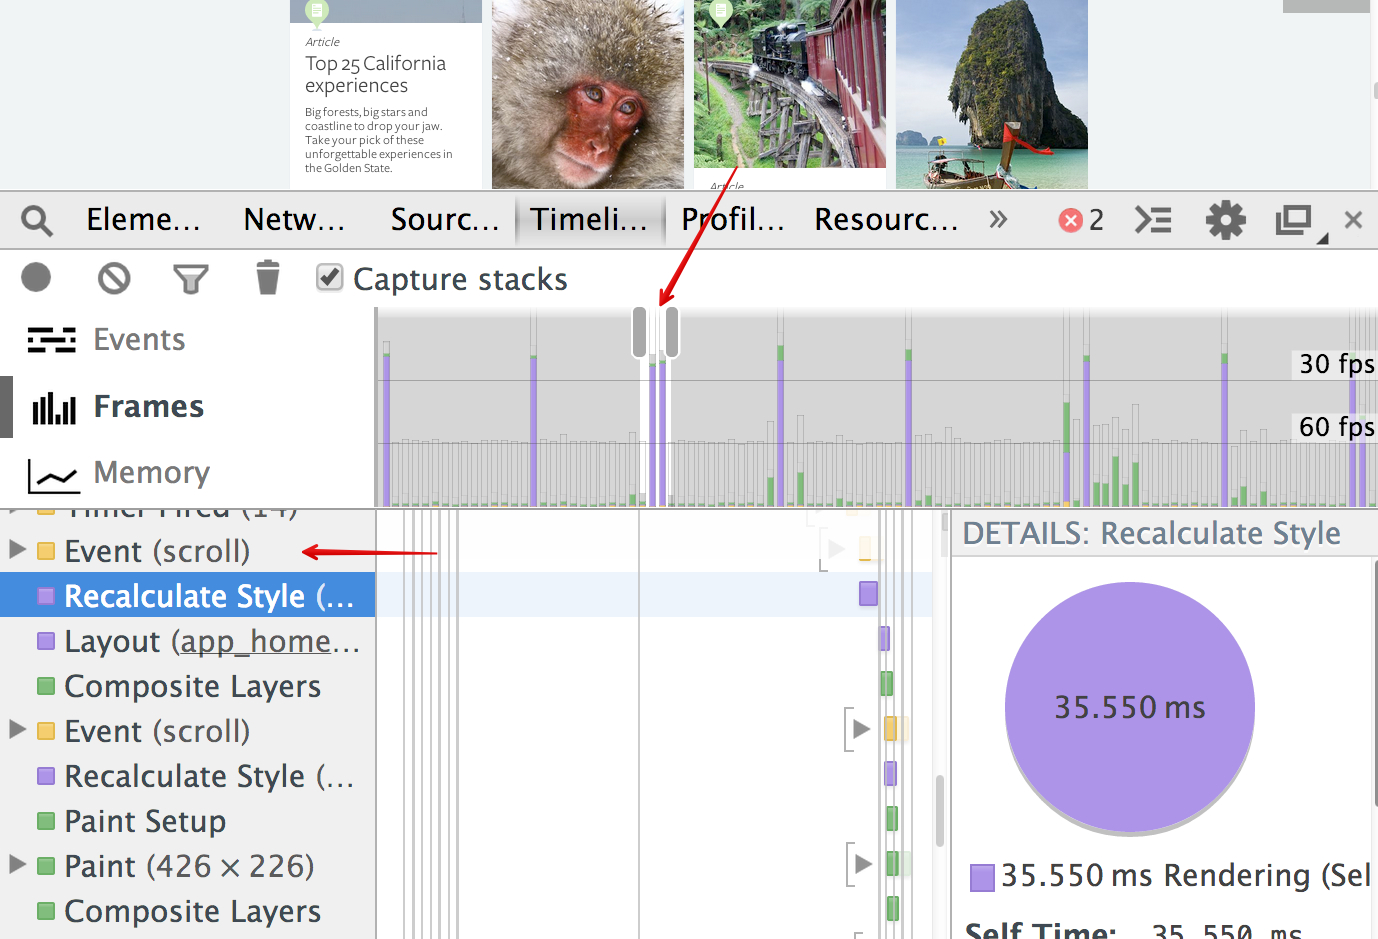 Article
Top 25 California
experiences
Big forests, big stars and
coastline to drop your jaw.
Take your pick of these
unforgettable experiences in
the Golden State.
Article
Eleme...
Netw...
Sourc...
Timeli...
Profil...
Resourc...
»
2
Capture stacks
Events
Frames
Memory
30 fps
60 fps
Timer Fired (14)
Event (scroll)
Recalculate Style (...
Layout (app_home...
Composite Layers
Event (scroll)
Recalculate Style (...
Paint Setup
Paint (426 × 226)
Composite Layers
DETAILS: Recalculate Style
35.550 ms
35.550 ms Rendering (Sel
Self Time: 35.550 ms